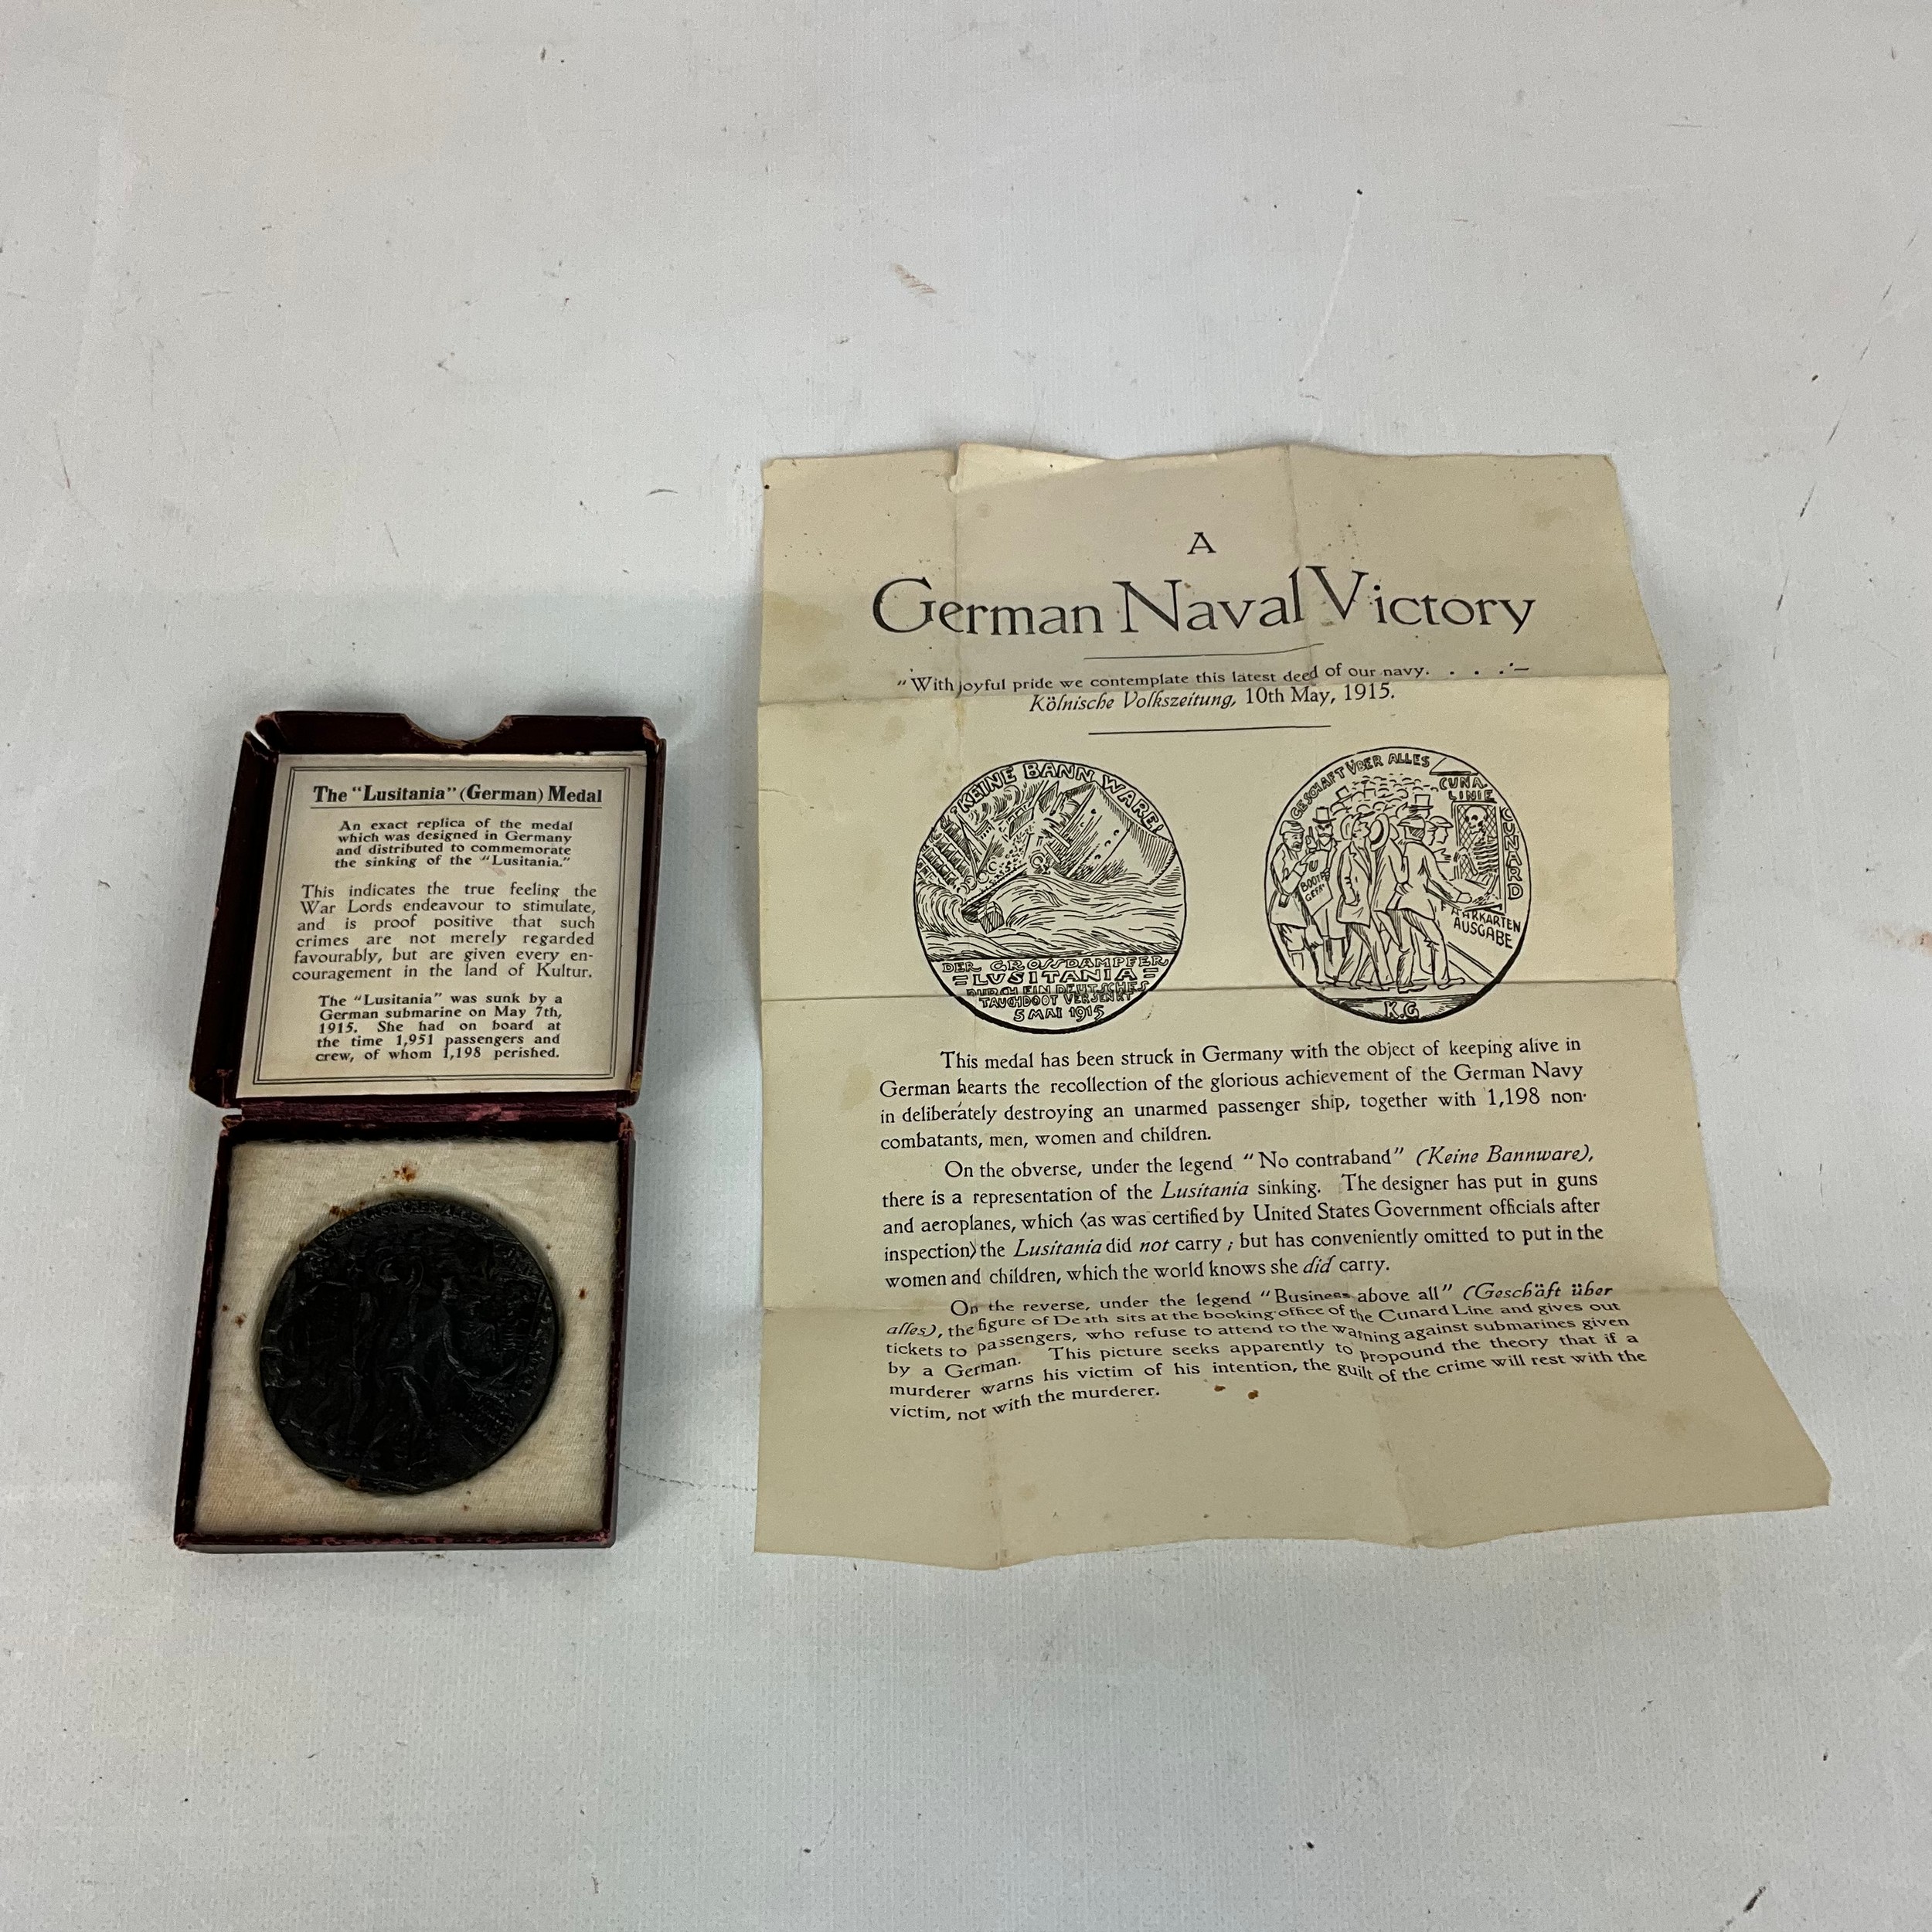 The "Lusitania" (German) Medal
An exact replica of the medal
which was designed in Germany
and distributed to commemorate
the sinking of the "Lusitania."
This indicates the true feeling the
War Lords endeavour to stimulate,
and is proof positive that such
crimes are not merely regarded
favourably, but are given every en-
couragement in the land of Kultur.
The "Lusitania" was sunk by a
German submarine on May 7th,
1915. She had on board at
the time 1,951 passengers and
crew, of whom 1,198 perished.
A
German Naval Victory
"With joyful pride we contemplate this latest deed of our navy. . . .'—
Kölnische Volkszeitung, 10th May, 1915.
KEINE BANN WARE!
DER GROSSDAMPFER
=LUSITANIA=
DURCH EIN DEUTSCHES
TAUCHBOOT VERSENKT
5 MAI 1915
GESCHÄFT ÜBER ALLES
CUNA-
LINIE
CUNARD
U
BOOTE
GEFA
FAHRKARTEN
AUSGABE
K.G
This medal has been struck in Germany with the object of keeping alive in
German hearts the recollection of the glorious achievement of the German Navy
in deliberately destroying an unarmed passenger ship, together with 1,198 non-
combatants, men, women and children.
On the obverse, under the legend "No contraband" (Keine Bannware),
there is a representation of the Lusitania sinking. The designer has put in guns
and aeroplanes, which (as was certified by United States Government officials after
inspection) the Lusitania did not carry; but has conveniently omitted to put in the
women and children, which the world knows she did carry.
On the reverse, under the legend "Business above all" (Geschäft über
alles), the figure of Death sits at the booking office of the Cunard Line and gives out
tickets to passengers, who refuse to attend to the warning against submarines given
by a German. This picture seeks apparently to propound the theory that if a
murderer warns his victim of his intention, the guilt of the crime will rest with the
victim, not with the murderer.